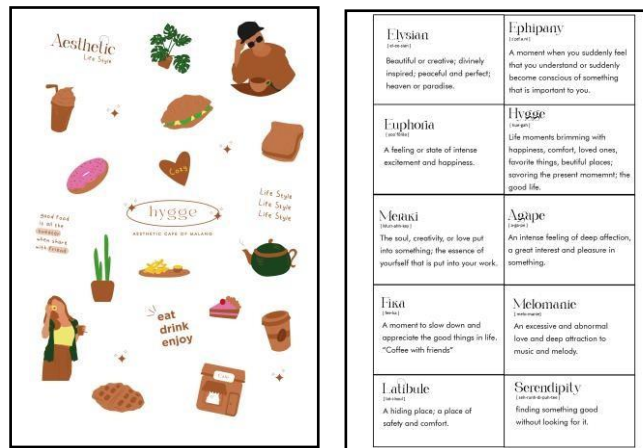 Aesthetic
Life Style
Cozy
Life Style
Life Style
Life Style
hygge
AESTHETIC CAFE OF MALANG
good food
is all the
when share
with friend
eat
drink
enjoy
Elysian
Beautiful or creative; divinely
inspired; peaceful and perfect;
heaven or paradise.
Ephipany
A moment when you suddenly feel
that you understand or suddenly
become conscious of something
that is important to you.
Euphoria
A feeling or state of intense
excitement and happiness.
Hygge
Life moments brimming with
happiness, comfort, loved ones,
favorite things, beutiful places;
savoring the present momemnt; the
good life.
Meraki
The soul, creativity, or love put
into something; the essence of
yourfself that is put into your work.
Agape
An intense feeling of deep affection,
a great interest and pleasure in
something.
Fika
A moment to slow down and
appreciate the good things in life.
"Coffee with friends"
Melomanie
An excessive and abnormal
love and deep attraction to
music and melody.
Latibule
A hiding place; a place of
safety and comfort.
Serendipity
finding something good
without looking for it.